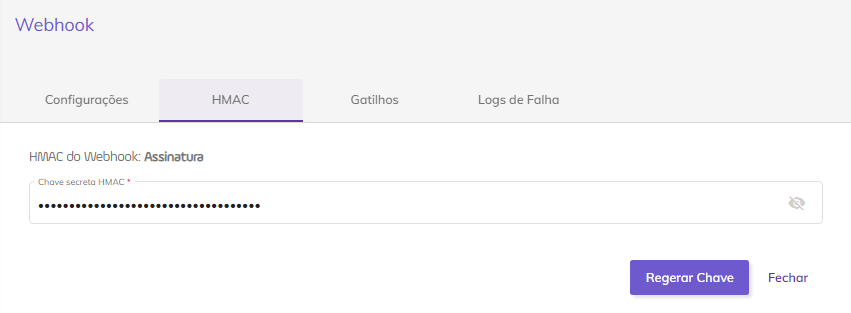 Webhook
Configurações HMAC Gatilhos Logs de Falha
HMAC do Webhook: Assinatura
Chave secreta HMAC *
••••••••••••••••••••••••••••••••••••
Regerar Chave Fechar